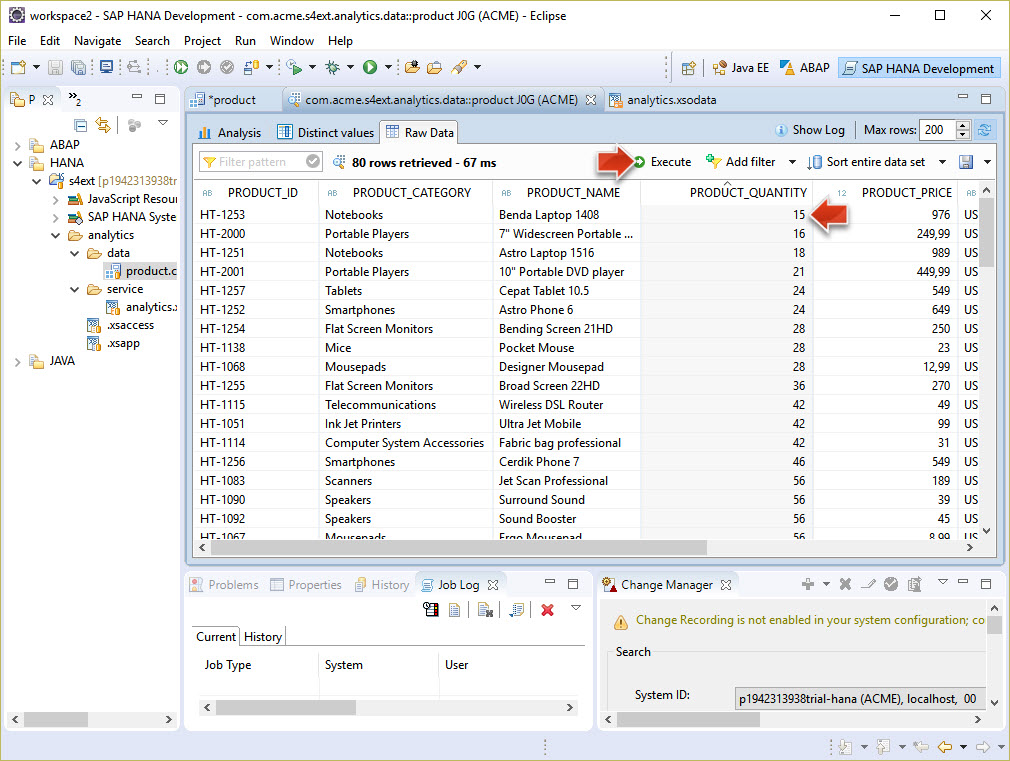 workspace2 - SAP HANA Development - com.acme.s4ext.analytics.data::product J0G (ACME) - Eclipse
File Edit Navigate Search Project Run Window Help
Java EE ABAP SAP HANA Development
P 2
*product com.acme.s4ext.analytics.data::product J0G (ACME) analytics.xsodata
Analysis Distinct values Raw Data Show Log Max rows: 200
Filter pattern 80 rows retrieved - 67 ms Execute Add filter Sort entire data set
ABAP
HANA
s4ext [p1942313938tr
JavaScript Resour
SAP HANA Syste
analytics
data
product.c
service
analytics.x
.xsaccess
.xsapp
JAVA
AB PRODUCT_ID AB PRODUCT_CATEGORY AB PRODUCT_NAME PRODUCT_QUANTITY 12 PRODUCT_PRICE AB
HT-1253 Notebooks Benda Laptop 1408 15 976 US
HT-2000 Portable Players 7" Widescreen Portable ... 16 249,99 US
HT-1251 Notebooks Astro Laptop 1516 18 989 US
HT-2001 Portable Players 10" Portable DVD player 21 449,99 US
HT-1257 Tablets Cepat Tablet 10.5 24 549 US
HT-1252 Smartphones Astro Phone 6 24 649 US
HT-1254 Flat Screen Monitors Bending Screen 21HD 28 250 US
HT-1138 Mice Pocket Mouse 28 23 US
HT-1068 Mousepads Designer Mousepad 28 12,99 US
HT-1255 Flat Screen Monitors Broad Screen 22HD 36 270 US
HT-1115 Telecommunications Wireless DSL Router 42 49 US
HT-1051 Ink Jet Printers Ultra Jet Mobile 42 99 US
HT-1114 Computer System Accessories Fabric bag professional 42 31 US
HT-1256 Smartphones Cerdik Phone 7 46 549 US
HT-1083 Scanners Jet Scan Professional 56 189 US
HT-1090 Speakers Surround Sound 56 39 US
HT-1092 Speakers Sound Booster 56 45 US
HT-1067 Mousepads Ergo Mousepad 56 8,99 US
Problems Properties History Job Log
Current History
Job Type System User
Change Manager
Change Recording is not enabled in your system configuration; co
Search
System ID: p1942313938trial-hana (ACME), localhost, 00